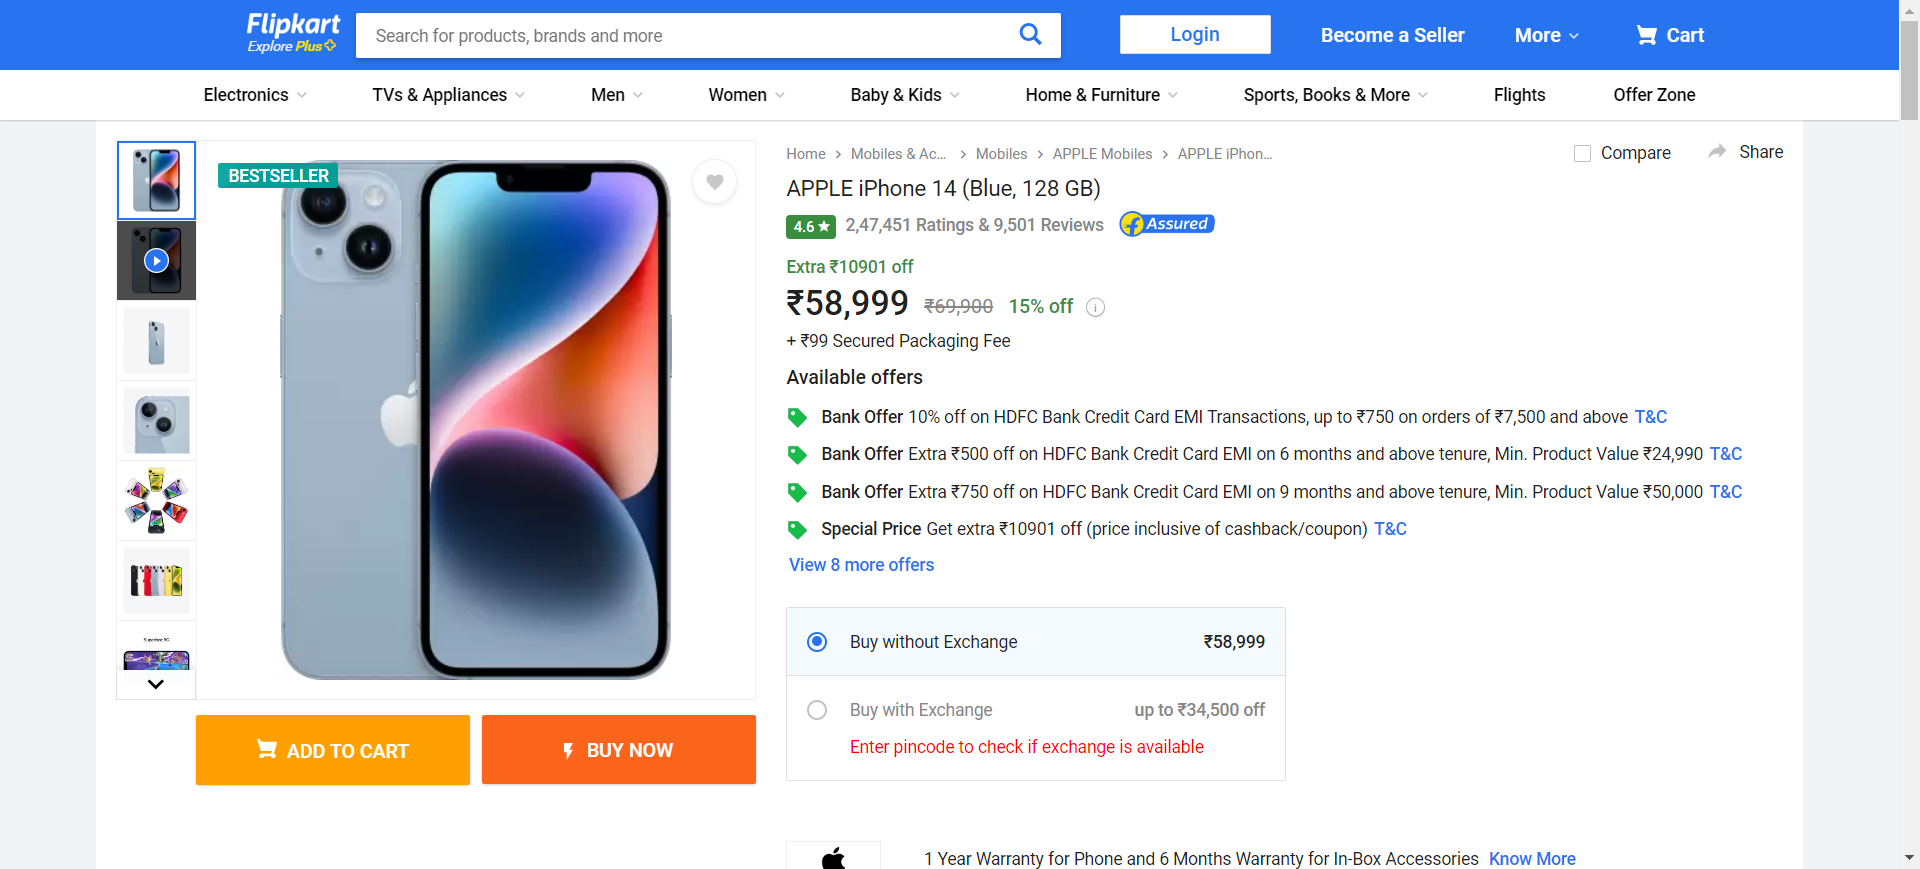 Flipkart
Explore Plus
Search for products, brands and more
Login
Become a Seller
More
Cart
Electronics
TVs & Appliances
Men
Women
Baby & Kids
Home & Furniture
Sports, Books & More
Flights
Offer Zone
BESTSELLER
Superfast 5G
ADD TO CART
BUY NOW
Home > Mobiles & Ac... > Mobiles > APPLE Mobiles > APPLE iPhon...
Compare
Share
APPLE iPhone 14 (Blue, 128 GB)
4.6 ★ 2,47,451 Ratings & 9,501 Reviews f Assured
Extra ₹10901 off
₹58,999 ₹69,900 15% off i
+ ₹99 Secured Packaging Fee
Available offers
Bank Offer 10% off on HDFC Bank Credit Card EMI Transactions, up to ₹750 on orders of ₹7,500 and above T&C
Bank Offer Extra ₹500 off on HDFC Bank Credit Card EMI on 6 months and above tenure, Min. Product Value ₹24,990 T&C
Bank Offer Extra ₹750 off on HDFC Bank Credit Card EMI on 9 months and above tenure, Min. Product Value ₹50,000 T&C
Special Price Get extra ₹10901 off (price inclusive of cashback/coupon) T&C
View 8 more offers
Buy without Exchange ₹58,999
Buy with Exchange up to ₹34,500 off
Enter pincode to check if exchange is available
1 Year Warranty for Phone and 6 Months Warranty for In-Box Accessories Know More